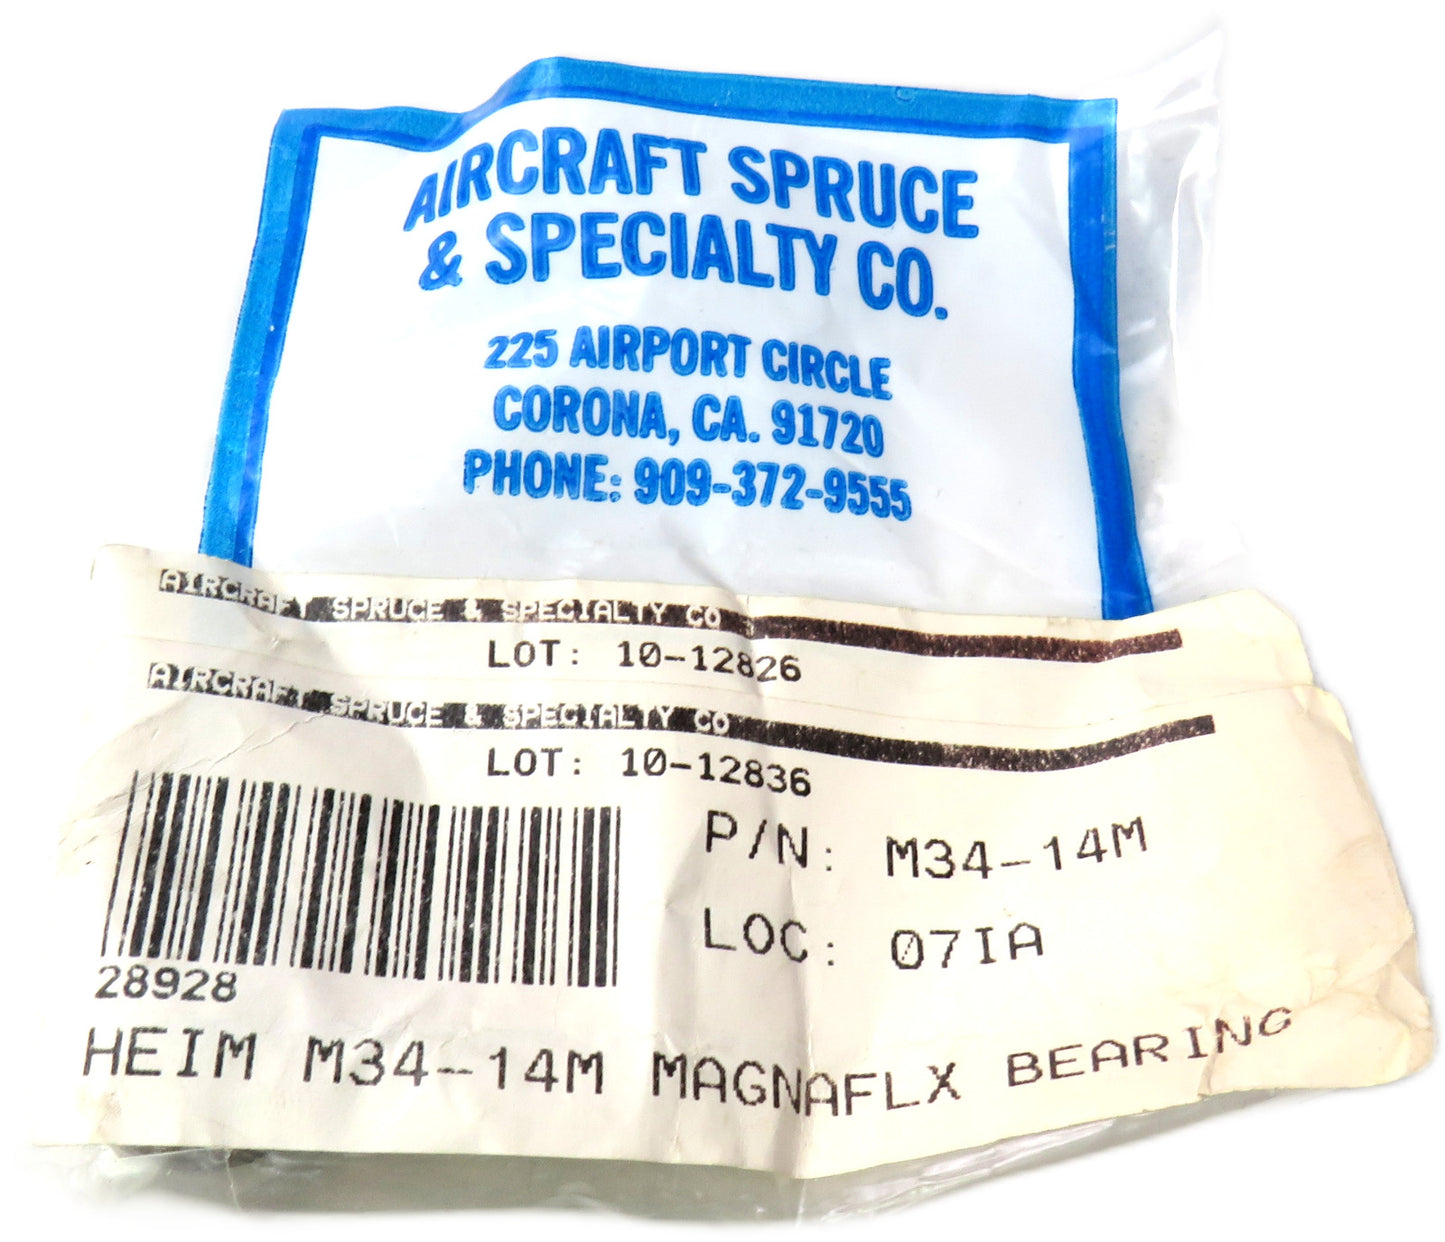 AIRCRAFT SPRUCE
& SPECIALTY CO.
225 AIRPORT CIRCLE
CORONA, CA. 91720
PHONE: 909-372-9555
AIRCRAFT SPRUCE & SPECIALTY CO
LOT: 10-12826
AIRCRAFT SPRUCE & SPECIALTY CO
LOT: 10-12836
P/N: M34-14M
LOC: 07IA
28928
HEIM M34-14M MAGNAFLX BEARING